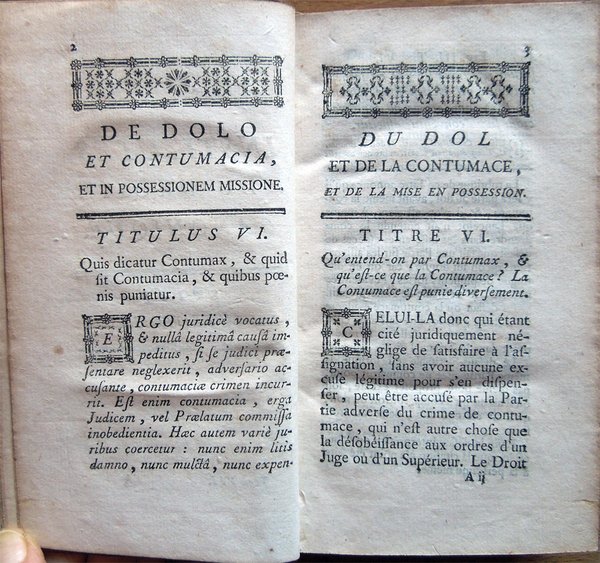 2
DE DOLO
ET CONTUMACIA,
ET IN POSSESSIONEM MISSIONE.
TITULUS VI.
Quis dicatur Contumax, & quid
sit Contumacia, & quibus pœ-
nis puniatur.
ERGO juridicè vocatus,
& nullâ legitimâ causâ im-
peditus, si se judici præ-
sentare neglexerit, adversario ac-
cusante, contumaciæ crimen incur-
rit. Est enim contumacia, erga
Judicem, vel Prælatum commissa
inobedientia. Hæc autem variè ju-
ribus coercetur : nunc enim litis
damno, nunc mulctâ, nunc expen-
3
DU DOL
ET DE LA CONTUMACE,
ET DE LA MISE EN POSSESSION.
TITRE VI.
Qu'entend-on par Contumax, &
qu'est-ce que la Contumace ? La
Contumace est punie diversement.
CELUI-LA donc qui étant
cité juridiquement né-
glige de satisfaire à l'as-
signation, sans avoir aucune ex-
cuse légitime pour s'en dispen-
ser, peut être accusé par la Par-
tie adverse du crime de contu-
mace, qui n'est autre chose que
la désobéissance aux ordres d'un
Juge ou d'un Supérieur. Le Droit
A ij